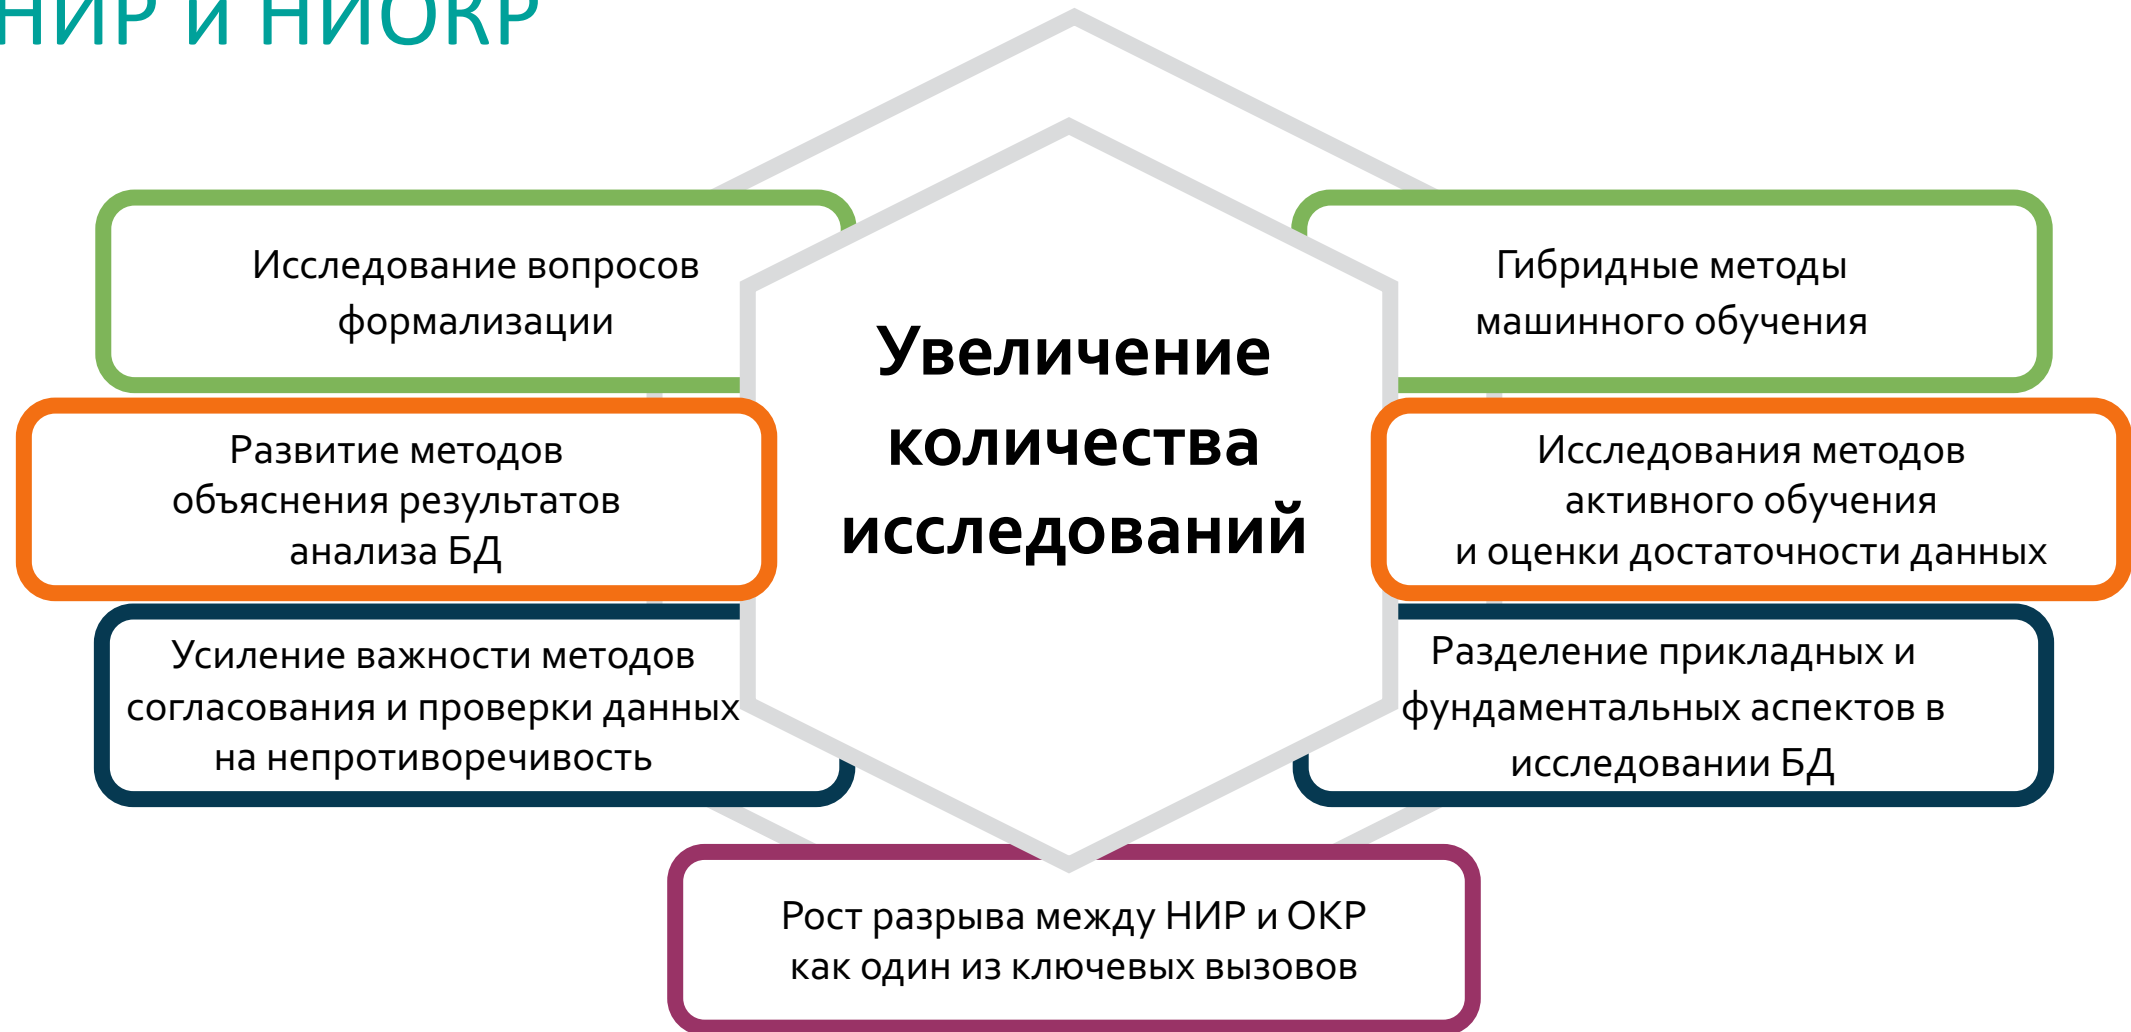 НИР и НИОКР
Исследование вопросов
формализации
Развитие методов
объяснения результатов
анализа БД
Усиление важности методов
согласования и проверки данных
на непротиворечивость
Увеличение
количества
исследований
Гибридные методы
машинного обучения
Исследования методов
активного обучения
и оценки достаточности данных
Разделение прикладных и
фундаментальных аспектов в
исследовании БД
Рост разрыва между НИР и ОКР
как один из ключевых вызовов